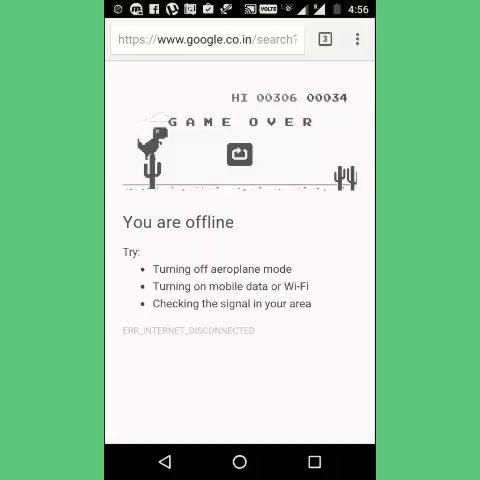 VOLTE 4:56
https://www.google.co.in/search?
3
HI 00306 00034
GAME OVER
You are offline
Try:
Turning off aeroplane mode
Turning on mobile data or Wi-Fi
Checking the signal in your area
ERR_INTERNET_DISCONNECTED